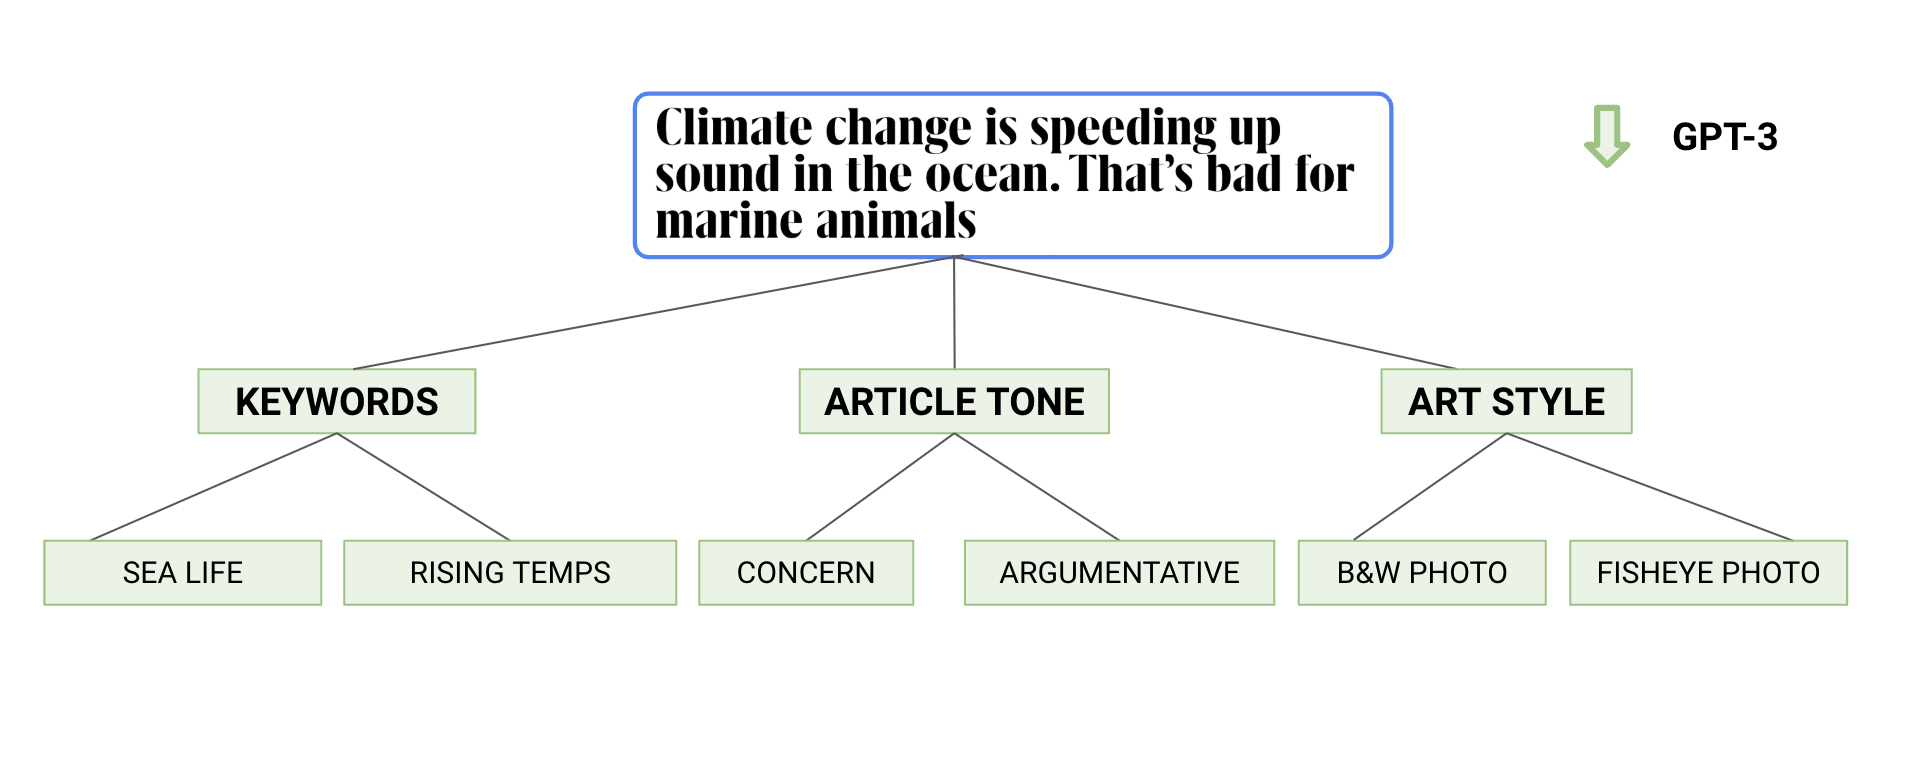 Climate change is speeding up
sound in the ocean. That's bad for
marine animals
GPT-3
KEYWORDS
ARTICLE TONE
ART STYLE
SEA LIFE
RISING TEMPS
CONCERN
ARGUMENTATIVE
B&W PHOTO
FISHEYE PHOTO